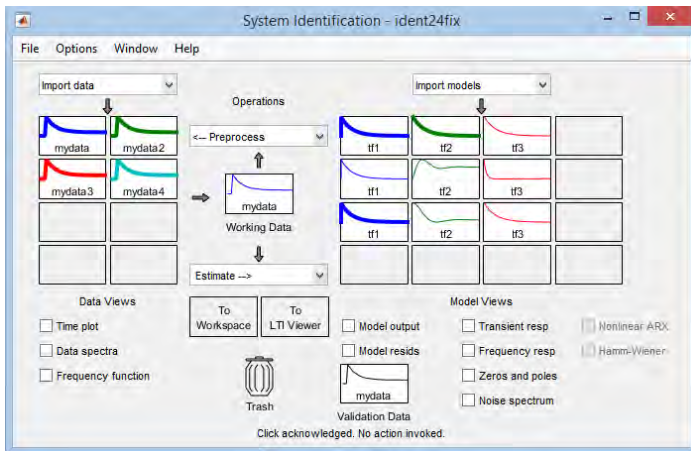 System Identification - ident24fix
File Options Window Help
Import data
Import models
Operations
<-- Preprocess
mydata mydata2
mydata3 mydata4
mydata
Working Data
tf1 tf2 tf3
tf1 tf2 tf3
tf1 tf2 tf3
Estimate -->
Data Views
Time plot
Data spectra
Frequency function
To Workspace
To LTI Viewer
Trash
Model Views
Model output
Model resids
Transient resp
Frequency resp
Zeros and poles
Noise spectrum
Nonlinear ARX
Hamm-Wiener
mydata
Validation Data
Click acknowledged. No action invoked.